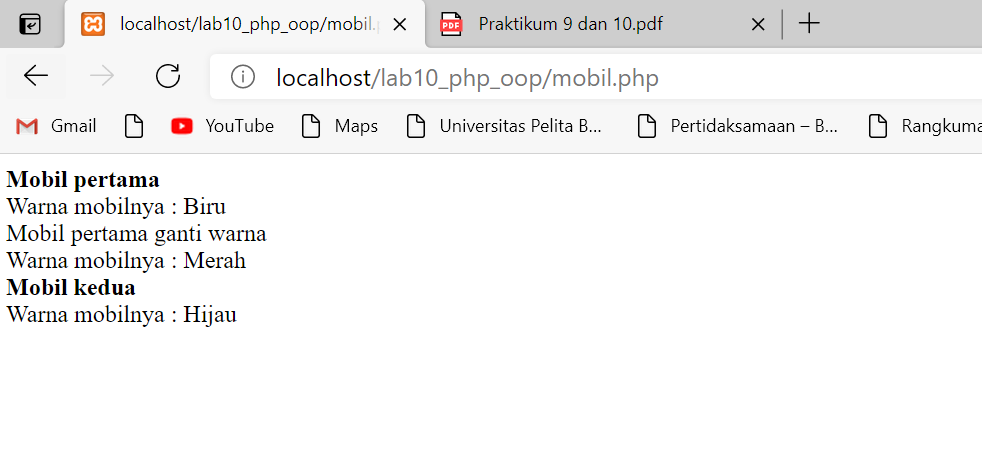 localhost/lab10_php_oop/mobil.p
PDF
Praktikum 9 dan 10.pdf
localhost/lab10_php_oop/mobil.php
Gmail
YouTube
Maps
Universitas Pelita B...
Pertidaksamaan – B...
Rangkuma
Mobil pertama
Warna mobilnya : Biru
Mobil pertama ganti warna
Warna mobilnya : Merah
Mobil kedua
Warna mobilnya : Hijau